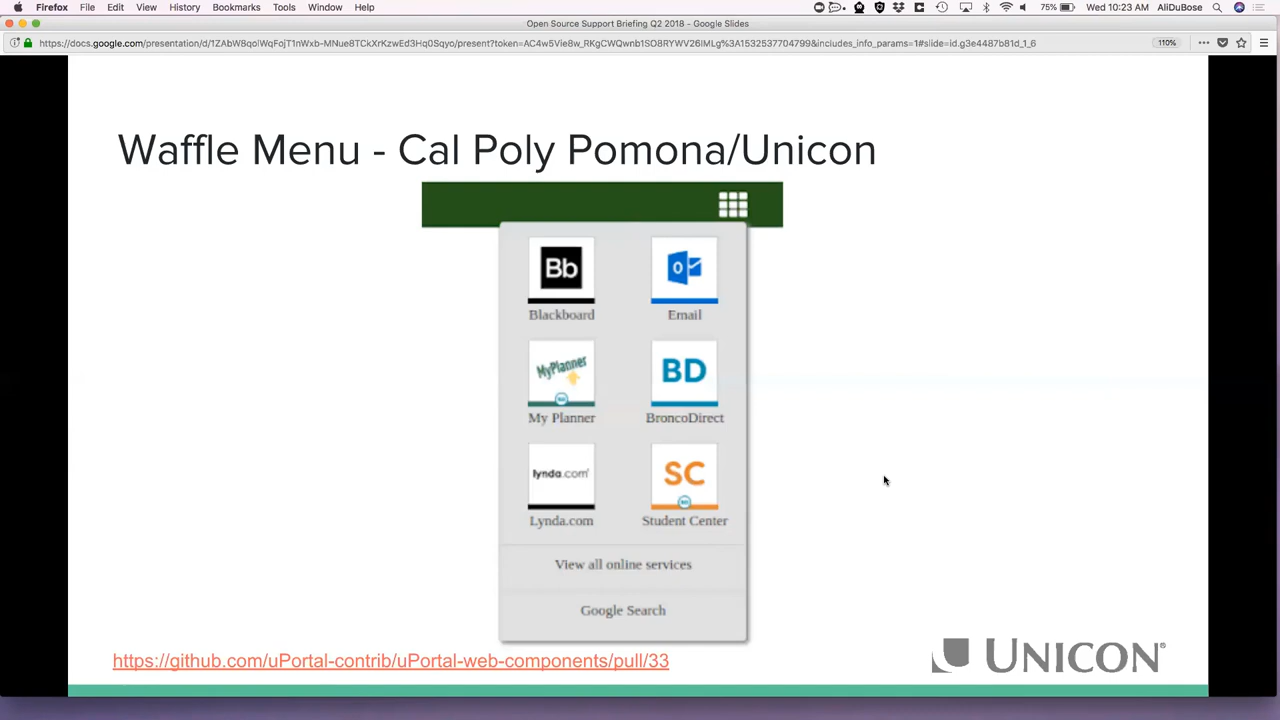 Firefox File Edit View History Bookmarks Tools Window Help 75% Wed 10:23 AM AliDuBose
Open Source Support Briefing Q2 2018 - Google Slides
110%
Waffle Menu - Cal Poly Pomona/Unicon
Bb
Blackboard
Email
MyPlanner
My Planner
BD
BroncoDirect
lynda.com
Lynda.com
SC
Student Center
View all online services
Google Search
https://github.com/uPortal-contrib/uPortal-web-components/pull/33
UNICON®